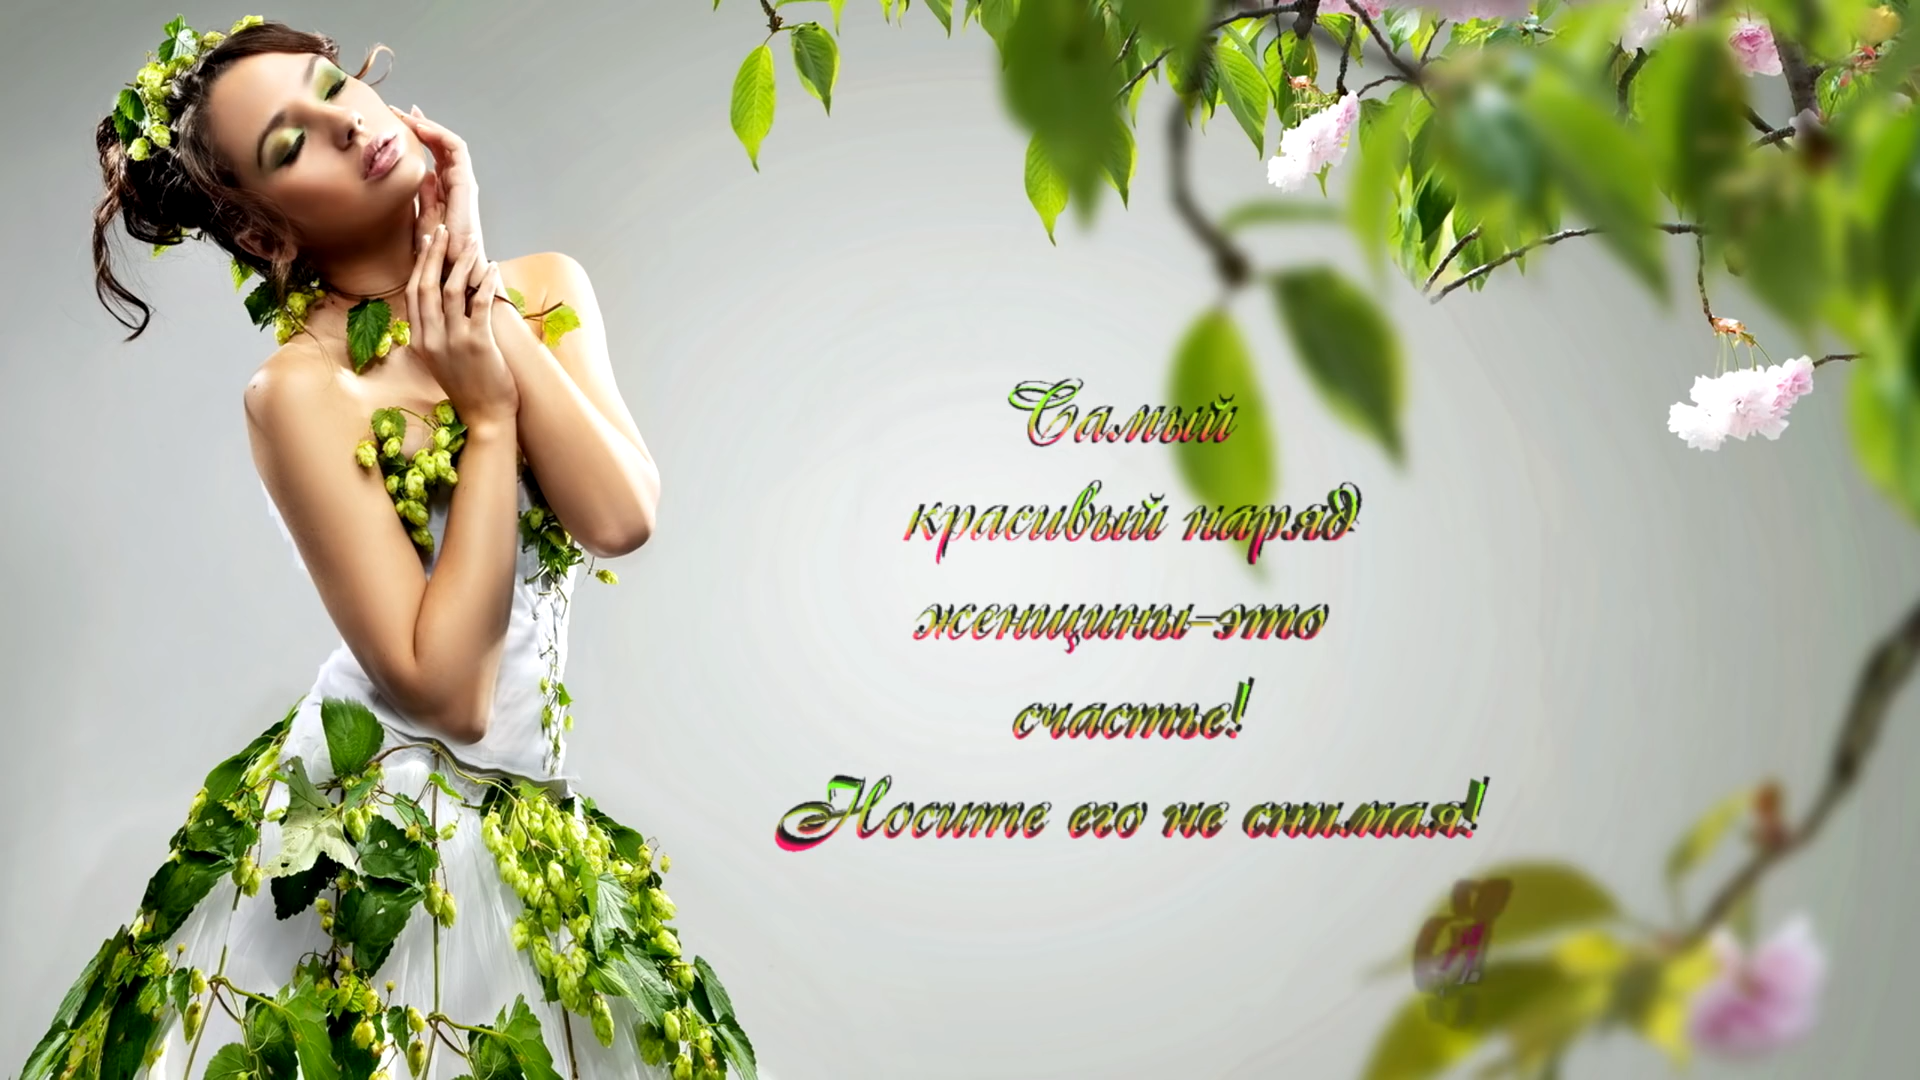 Самый
красивый наряд
женщины-это
счастье!
Носите его не снимая!